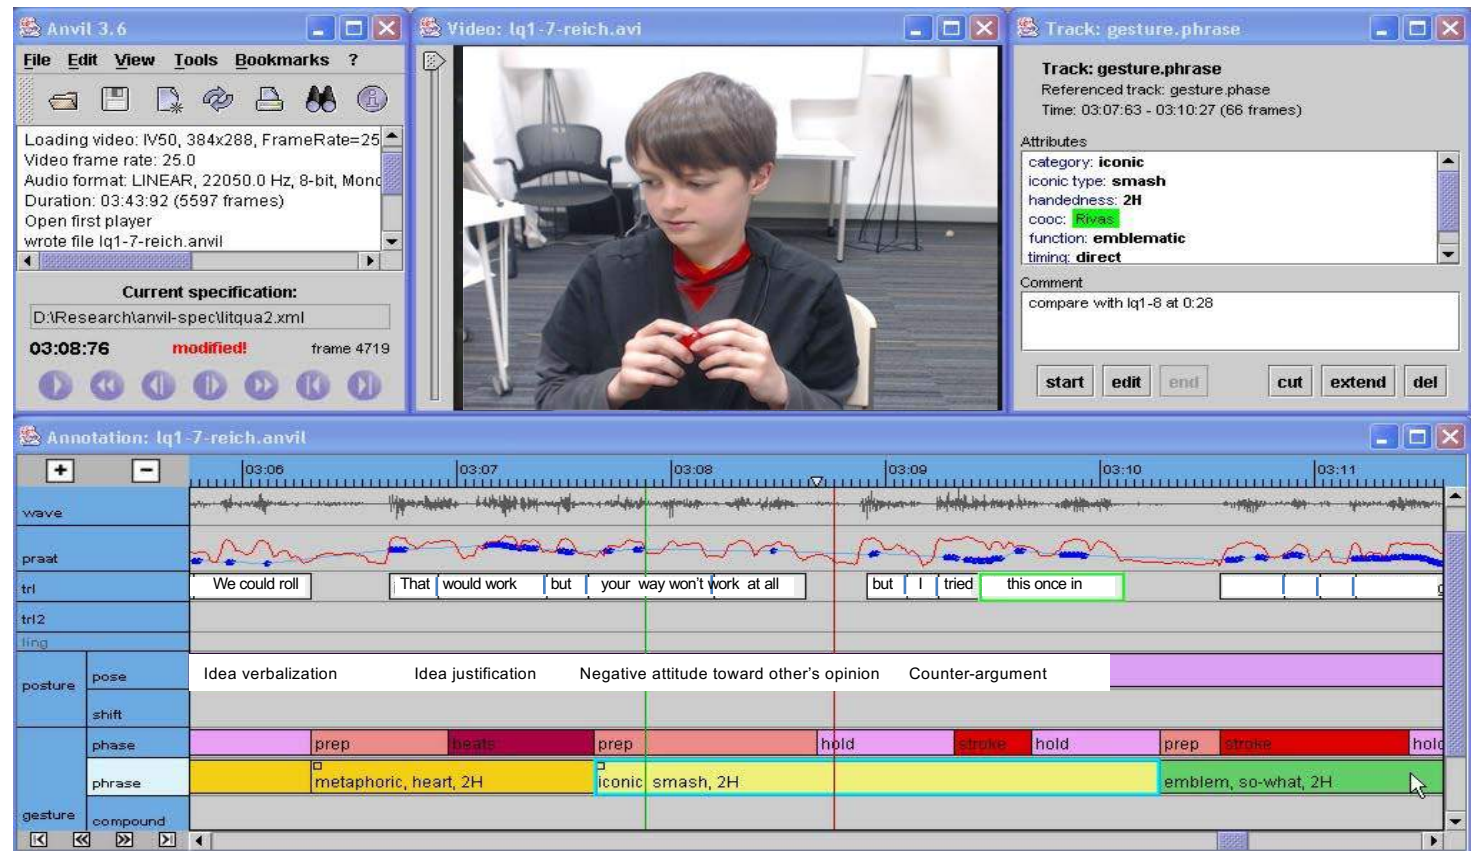 Anvil 3.6
File Edit View Tools Bookmarks ?
Loading video: IV50, 384x288, FrameRate=25
Video frame rate: 25.0
Audio format: LINEAR, 22050.0 Hz, 8-bit, Mono
Duration: 03:43:92 (5597 frames)
Open first player
wrote file lq1-7-reich.anvil
Current specification:
D:\Research\anvil-spec\litqua2.xml
03:08:76 modified! frame 4719
Video: lq1-7-reich.avi
Track: gesture.phrase
Track: gesture.phrase
Referenced track: gesture.phase
Time: 03:07:63 - 03:10:27 (66 frames)
Attributes
category: iconic
iconic type: smash
handedness: 2H
cooc: Rivas
function: emblematic
timing: direct
Comment
compare with lq1-8 at 0:28
start edit end cut extend del
Annotation: lq1-7-reich.anvil
+ - 03:06 03:07 03:08 03:09 03:10 03:11
wave
praat
trl We could roll That would work but your way won't work at all but I tried this once in
trl2
ling
posture pose Idea verbalization Idea justification Negative attitude toward other's opinion Counter-argument
shift
phase prep beats prep hold stroke hold prep stroke hold
phrase metaphoric, heart, 2H iconic, smash, 2H emblem, so-what, 2H
gesture compound